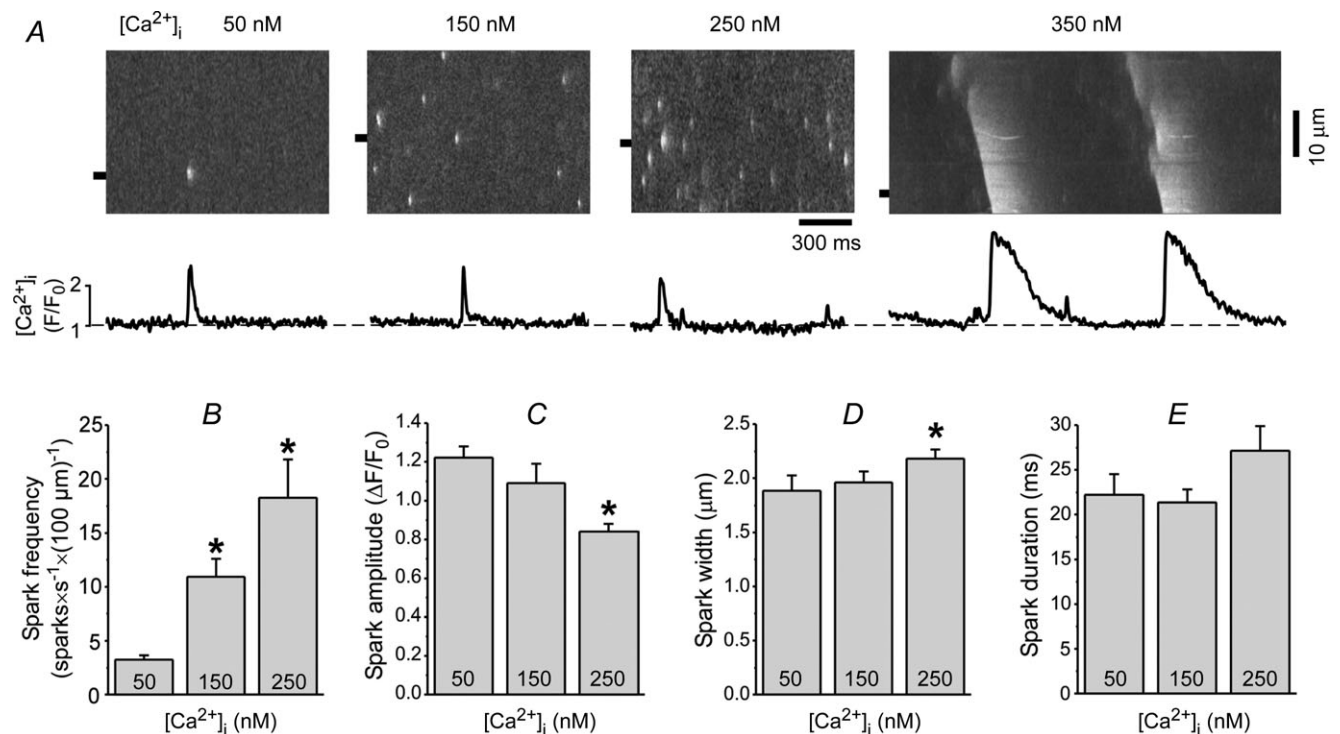 A [Ca²⁺]ᵢ 50 nM 150 nM 250 nM 350 nM
10 μm
300 ms
[Ca²⁺]ᵢ
(F/F₀)
2
1
B C D E
Spark frequency
(sparks×s⁻¹×(100 µm)⁻¹
25
20
15
10
5
0
* *
50 150 250
[Ca²⁺]ᵢ (nM)
Spark amplitude (ΔF/F₀)
1.4
1.2
1.0
0.8
0.6
0.4
0.2
0.0
*
50 150 250
[Ca²⁺]ᵢ (nM)
Spark width (μm)
2.5
2.0
1.5
1.0
0.5
0.0
*
50 150 250
[Ca²⁺]ᵢ (nM)
Spark duration (ms)
30
25
20
15
10
5
0
50 150 250
[Ca²⁺]ᵢ (nM)